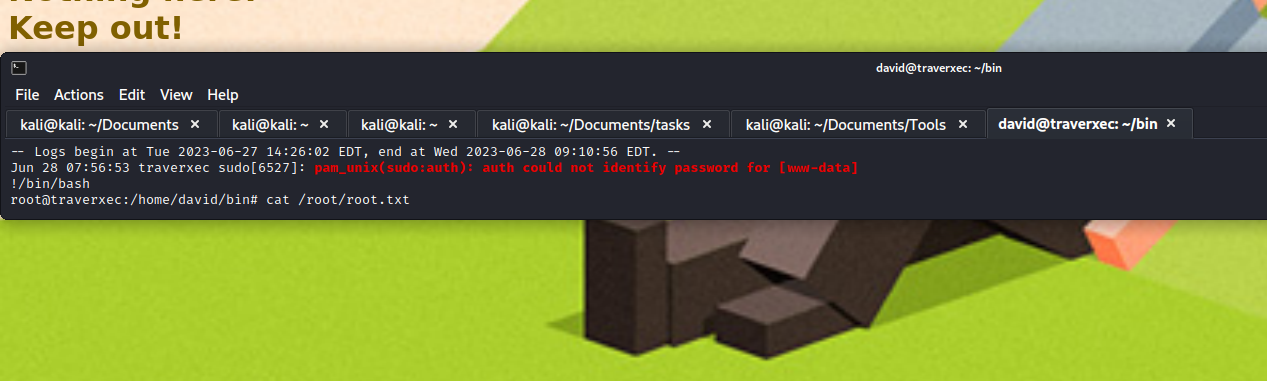 Nothing here.
Keep out!
david@traverxec: ~/bin
File Actions Edit View Help
kali@kali: ~/Documents × kali@kali: ~ × kali@kali: ~ × kali@kali: ~/Documents/tasks × kali@kali: ~/Documents/Tools × david@traverxec: ~/bin ×
-- Logs begin at Tue 2023-06-27 14:26:02 EDT, end at Wed 2023-06-28 09:10:56 EDT. --
Jun 28 07:56:53 traverxec sudo[6527]: pam_unix(sudo:auth): auth could not identify password for [www-data]
!/bin/bash
root@traverxec:/home/david/bin# cat /root/root.txt